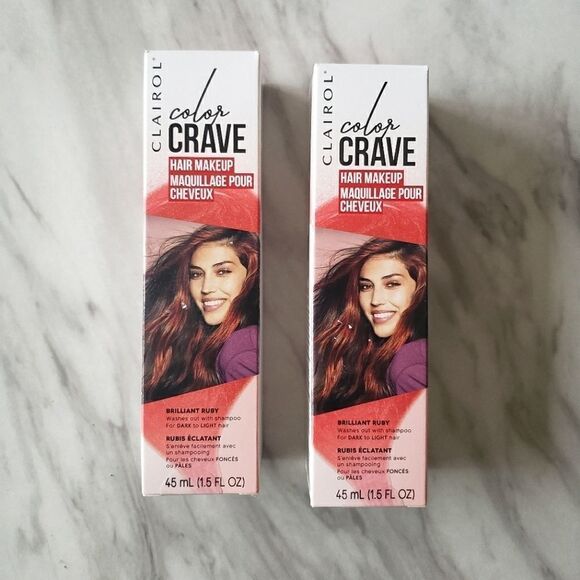 CLAIROL®
color
CRAVE
HAIR MAKEUP
MAQUILLAGE POUR
CHEVEUX
BRILLIANT RUBY
Washes out with shampoo
For DARK to LIGHT hair
RUBIS ÉCLATANT
S'enlève facilement avec
un shampooing
Pour les cheveux FONCÉS
ou PÂLES
45 mL (1.5 FL OZ)
CLAIROL®
color
CRAVE
HAIR MAKEUP
MAQUILLAGE POUR
CHEVEUX
BRILLIANT RUBY
Washes out with shampoo
For DARK to LIGHT hair
RUBIS ÉCLATANT
S'enlève facilement avec
un shampooing
Pour les cheveux FONCÉS
ou PÂLES
45 mL (1.5 FL OZ)